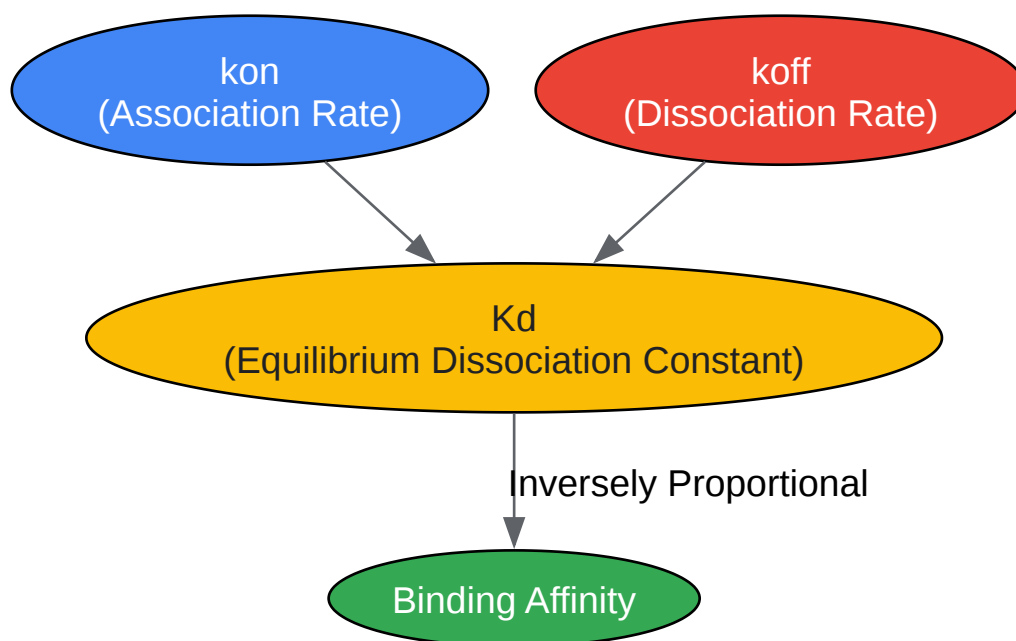 kon
(Association Rate)
koff
(Dissociation Rate)
Kd
(Equilibrium Dissociation Constant)
Inversely Proportional
Binding Affinity